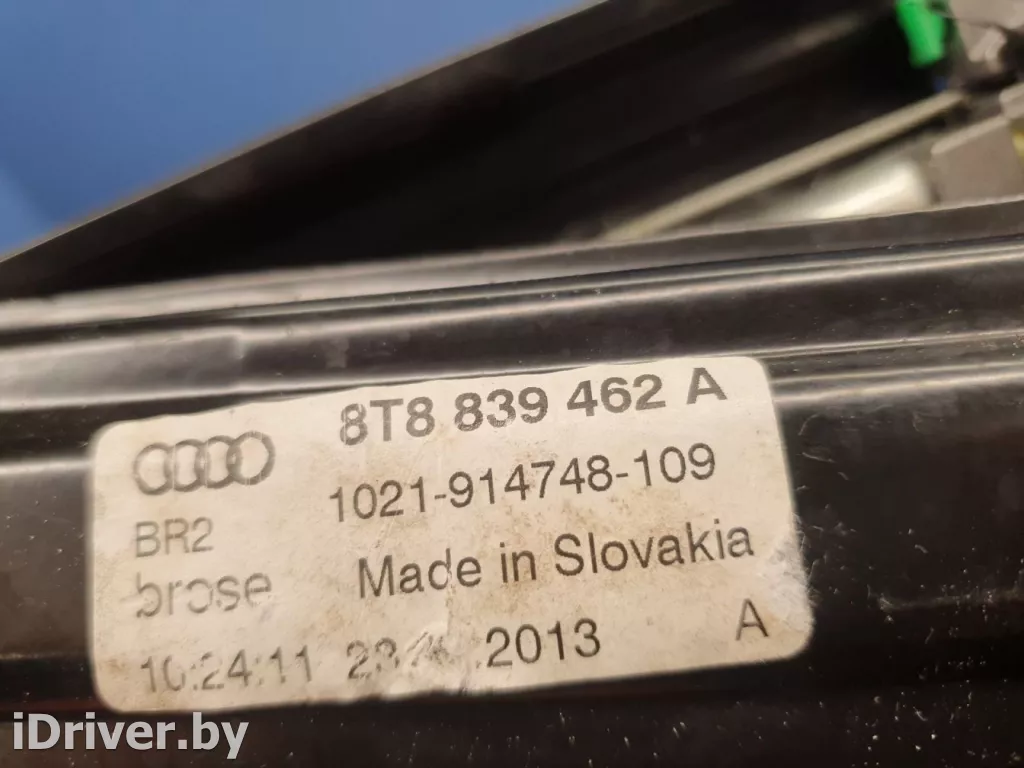 8T8 839 462 A
1021-914748-109
BR2
brose
Made in Slovakia
10:24:11 .2013 A
iDriver.by